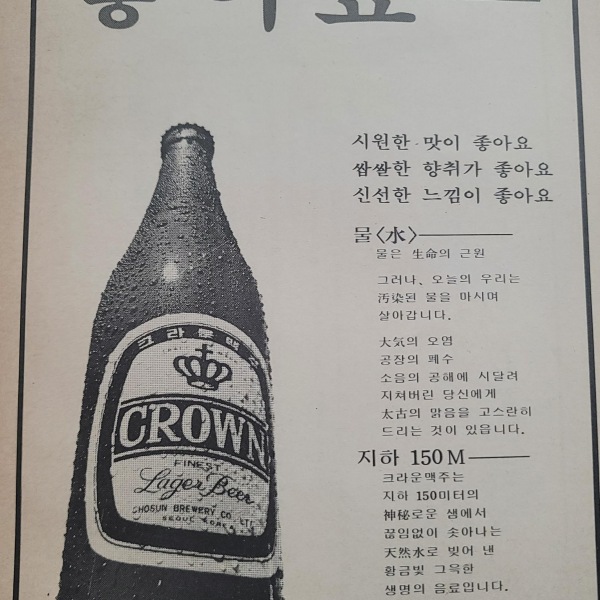 좋아요
시원한 맛이 좋아요
쌉쌀한 향취가 좋아요
신선한 느낌이 좋아요
물〈水〉
물은 生命의 근원
그러나, 오늘의 우리는
汚染된 물을 마시며
살아갑니다.
大気의 오염
공장의 폐수
소음의 공해에 시달려
지쳐버린 당신에게
太古의 맑음을 고스란히
드리는 것이 있읍니다.
지하 150M
크라운맥주는
지하 150미터의
神秘로운 샘에서
끊임없이 솟아나는
天然水로 빚어 낸
황금빛 그윽한
생명의 음료입니다.
크라운맥주
CROWN
FINEST
Lager Beer
CHOSUN BREWERY CO. LTD.
SEOUL KOREA